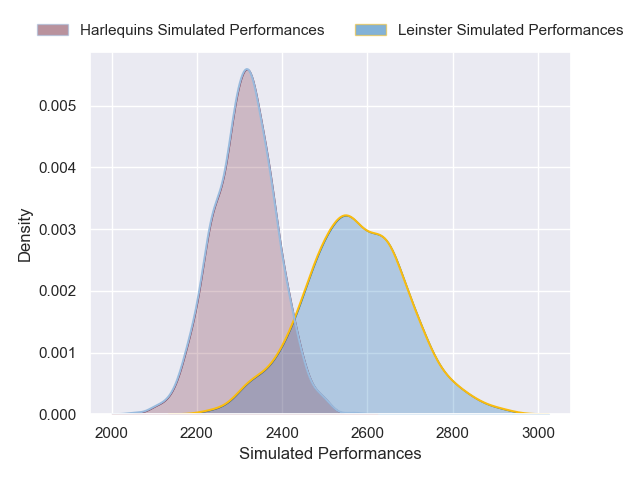 Harlequins Simulated Performances Leinster Simulated Performances
0.005
0.004
0.003
0.002
0.001
0.000
Density
2000 2200 2400 2600 2800 3000
Simulated Performances